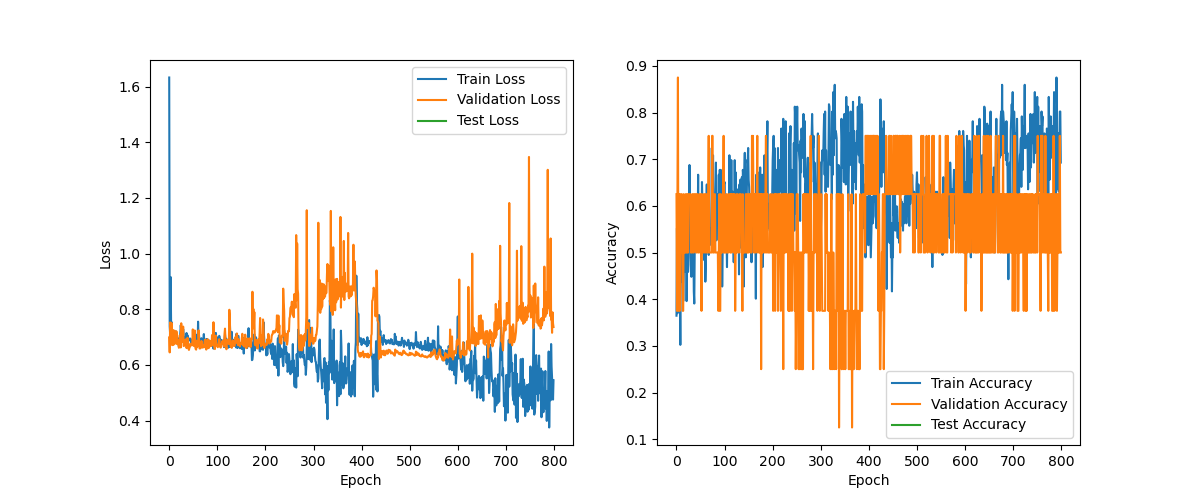 Train Loss
Validation Loss
Test Loss
1.6
1.4
1.2
1.0
0.8
0.6
0.4
Loss
0 100 200 300 400 500 600 700 800
Epoch
0.9
0.8
0.7
0.6
0.5
0.4
0.3
0.2
0.1
Accuracy
Train Accuracy
Validation Accuracy
Test Accuracy
0 100 200 300 400 500 600 700 800
Epoch